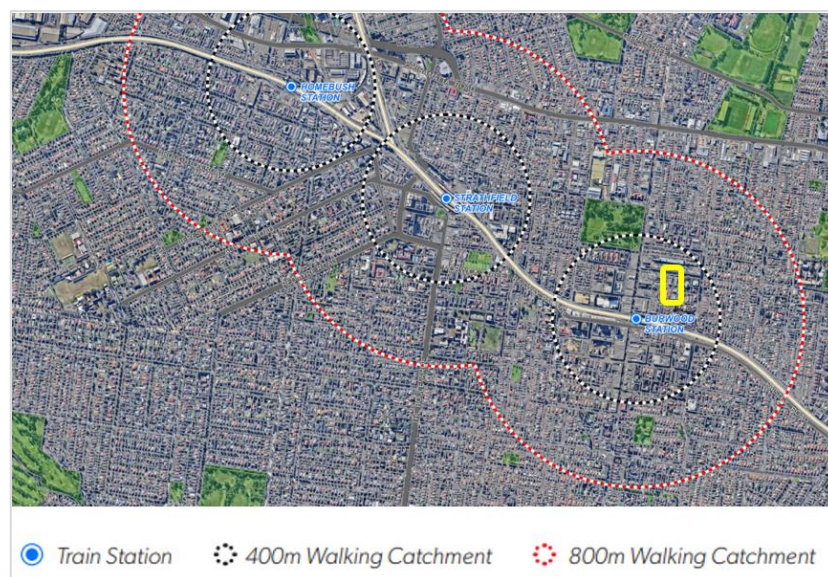 HOMEBUSH
STATION
STRATHFIELD
STATION
BURWOOD
STATION
Train Station
400m Walking Catchment
800m Walking Catchment